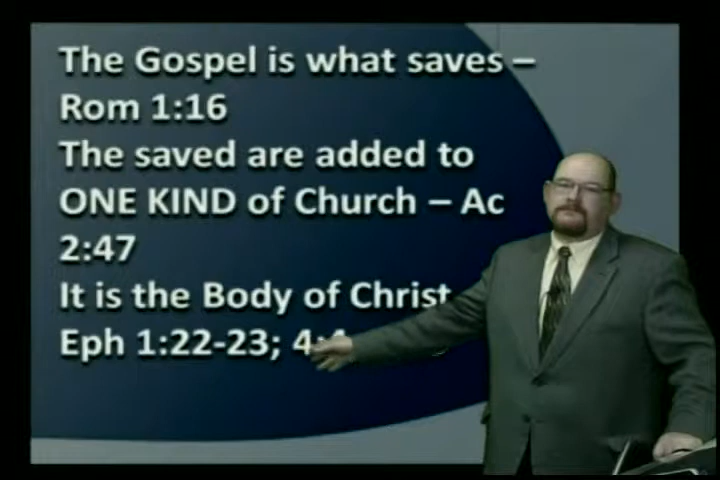 The Gospel is what saves –
Rom 1:16
The saved are added to
ONE KIND of Church – Ac
2:47
It is the Body of Christ
Eph 1:22-23; 4:4